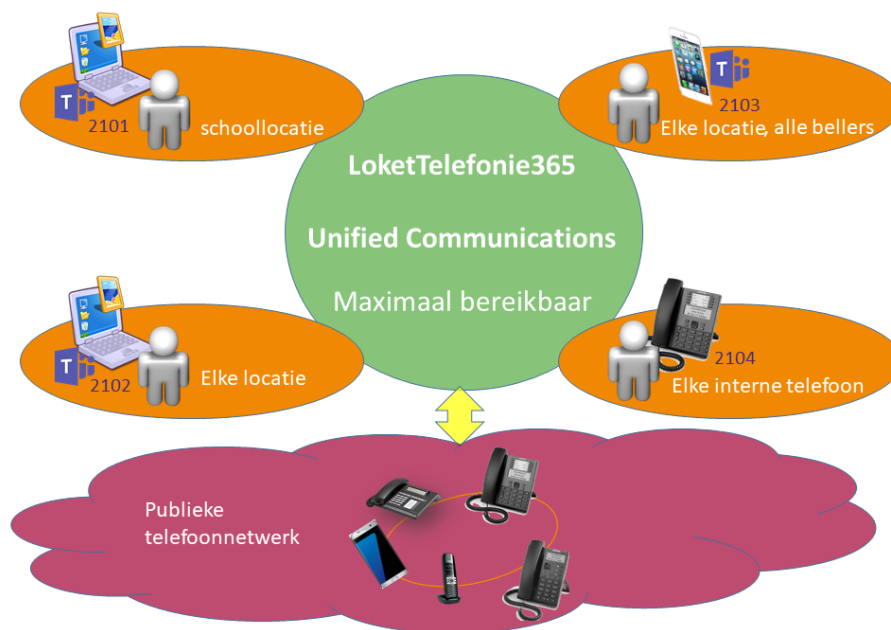 T
2101
schoollocatie
T
2103
Elke locatie, alle bellers
LoketTelefonie365
Unified Communications
Maximaal bereikbaar
T
2102
Elke locatie
2104
Elke interne telefoon
Publieke
telefoonnetwerk